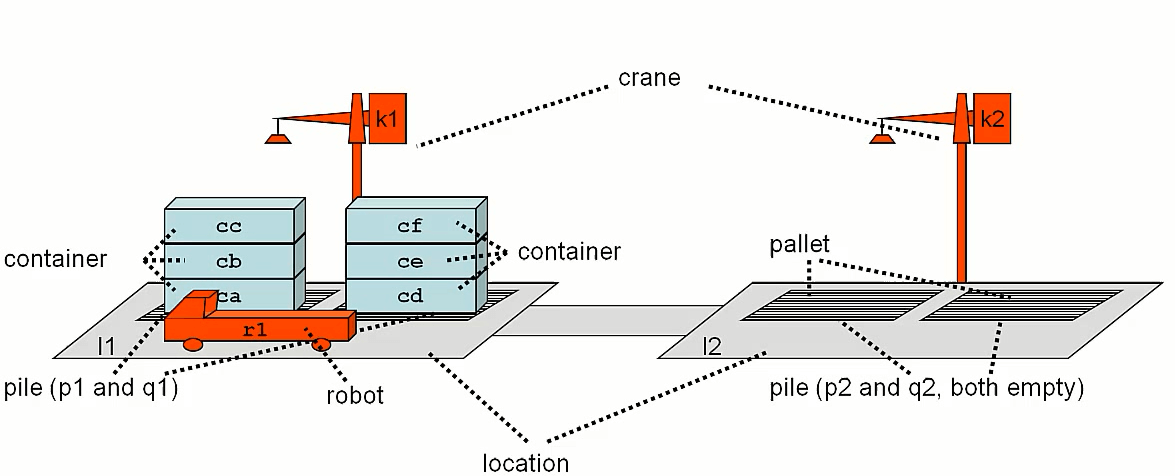 crane
k1
k2
cc
cf
container
cb
ce
container
pallet
ca
cd
r1
l1
l2
pile (p1 and q1)
robot
pile (p2 and q2, both empty)
location